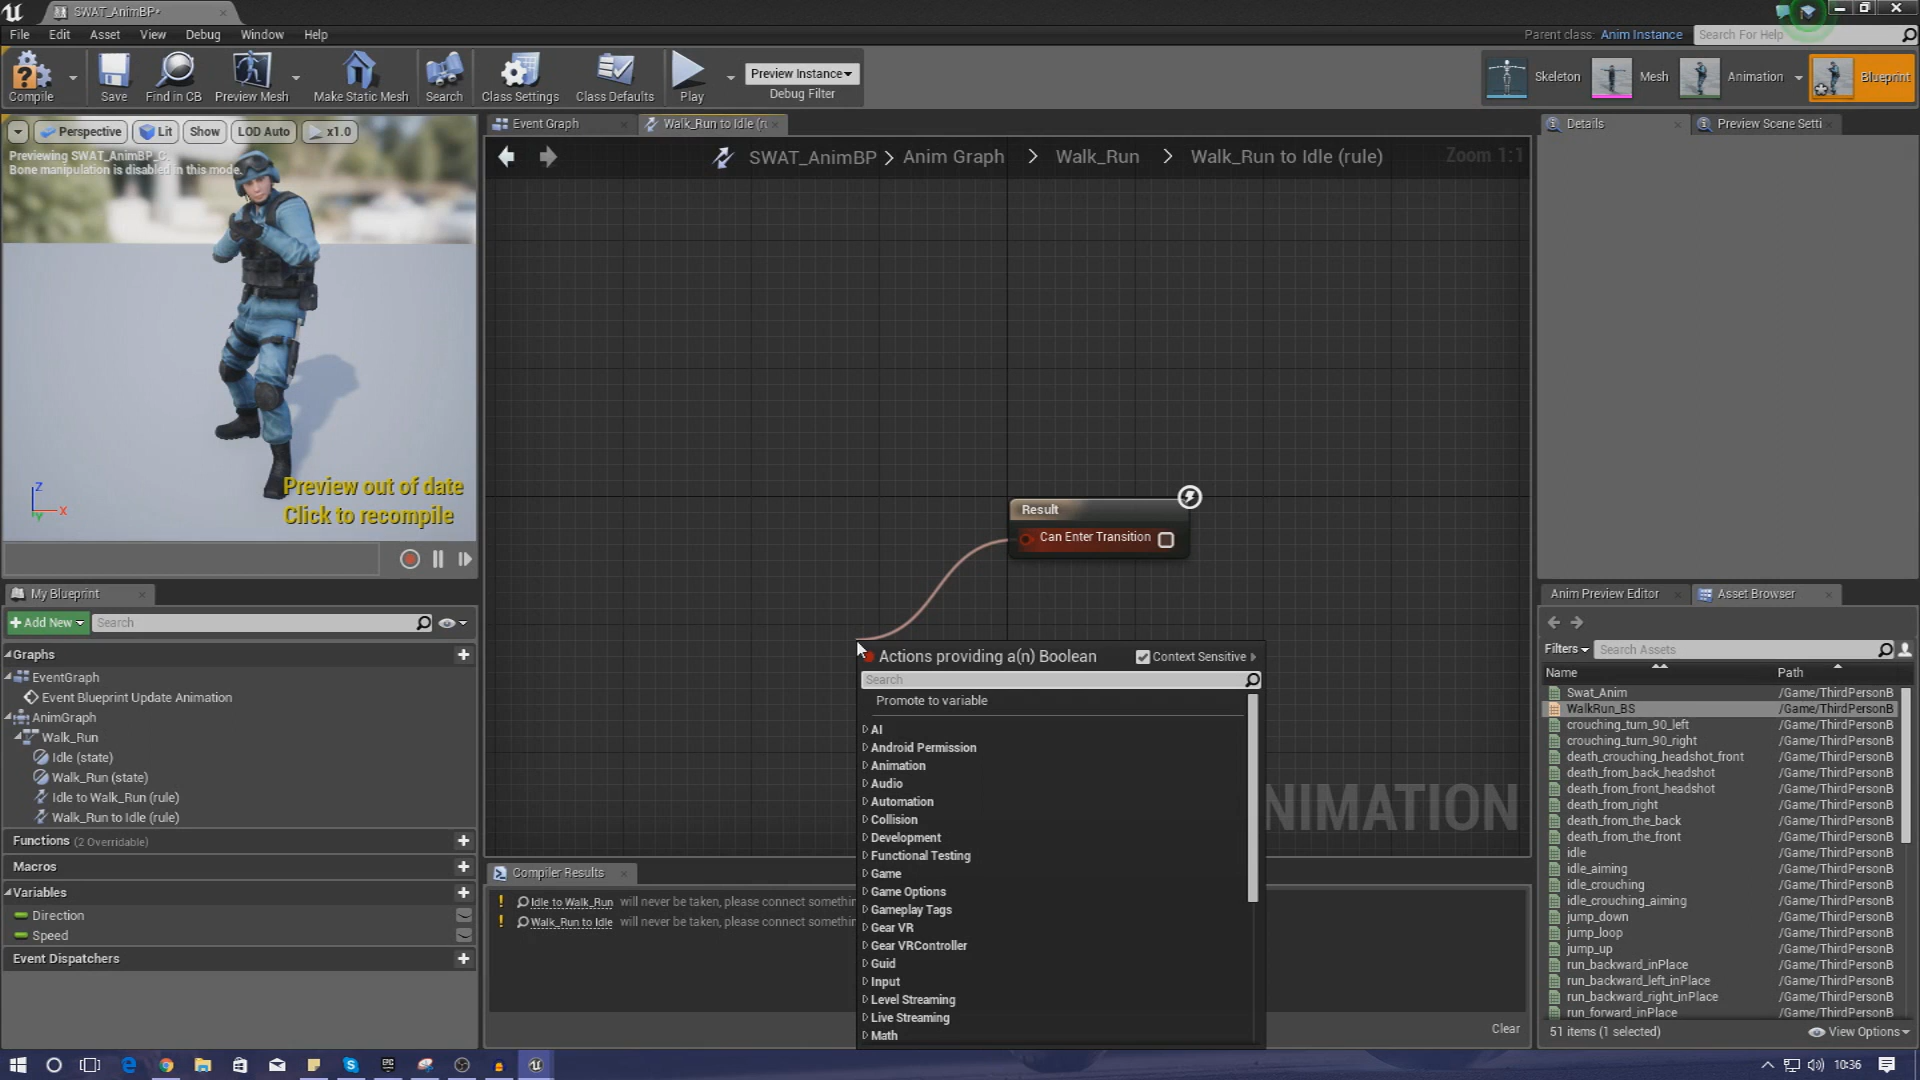 SWAT_AnimBP*
File Edit Asset View Debug Window Help
Parent class: Anim Instance
Search For Help
Compile
Save
Find in CB
Preview Mesh
Make Static Mesh
Search
Class Settings
Class Defaults
Play
Preview Instance
Debug Filter
Skeleton
Mesh
Animation
Blueprint
Perspective
Lit
Show
LOD Auto
x1.0
Previewing SWAT_AnimBP_C.
Bone manipulation is disabled in this mode.
Z
X
Y
Preview out of date
Click to recompile
Event Graph
Walk_Run to Idle (ru
SWAT_AnimBP > Anim Graph > Walk_Run > Walk_Run to Idle (rule)
Zoom 1:1
Result
Can Enter Transition
NIMATION
Actions providing a(n) Boolean
Context Sensitive
Search
Promote to variable
AI
Android Permission
Animation
Audio
Automation
Collision
Development
Functional Testing
Game
Game Options
Gameplay Tags
Gear VR
Gear VRController
Guid
Input
Level Streaming
Live Streaming
Math
My Blueprint
Add New
Search
Graphs
EventGraph
Event Blueprint Update Animation
AnimGraph
Walk_Run
Idle (state)
Walk_Run (state)
Idle to Walk_Run (rule)
Walk_Run to Idle (rule)
Functions (2 Overridable)
Macros
Variables
Direction
Speed
Event Dispatchers
Compiler Results
Idle to Walk_Run will never be taken, please connect somethin
Walk_Run to Idle will never be taken, please connect somethin
Clear
Details
Preview Scene Setti
Anim Preview Editor
Asset Browser
Filters
Search Assets
Name Path
Swat_Anim /Game/ThirdPersonB
WalkRun_BS /Game/ThirdPersonB
crouching_turn_90_left /Game/ThirdPersonB
crouching_turn_90_right /Game/ThirdPersonB
death_crouching_headshot_front /Game/ThirdPersonB
death_from_back_headshot /Game/ThirdPersonB
death_from_front_headshot /Game/ThirdPersonB
death_from_right /Game/ThirdPersonB
death_from_the_back /Game/ThirdPersonB
death_from_the_front /Game/ThirdPersonB
idle /Game/ThirdPersonB
idle_aiming /Game/ThirdPersonB
idle_crouching /Game/ThirdPersonB
idle_crouching_aiming /Game/ThirdPersonB
jump_down /Game/ThirdPersonB
jump_loop /Game/ThirdPersonB
jump_up /Game/ThirdPersonB
run_backward_inPlace /Game/ThirdPersonB
run_backward_left_inPlace /Game/ThirdPersonB
run_backward_right_inPlace /Game/ThirdPersonB
run_forward_inPlace /Game/ThirdPersonB
51 items (1 selected)
View Options
10:36